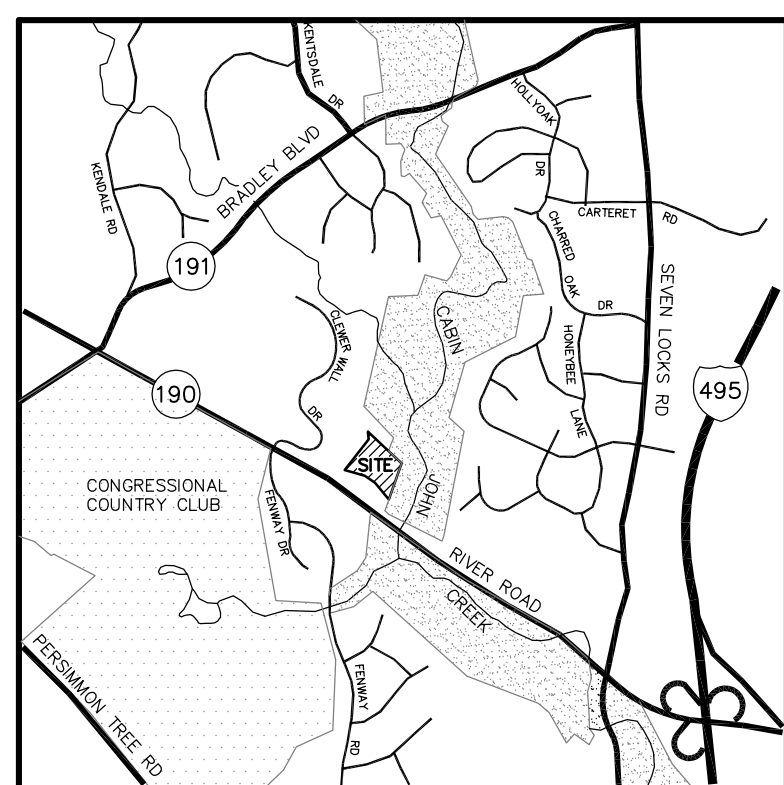 KENTSDALE
DR
HOLLYOAK
DR
KENDALE RD
BRADLEY BLVD
CARTERET RD
CHARRED
OAK
DR
191
SEVEN LOCKS RD
CABIN
CLEWER WALL
DR
HONEYBEE
LANE
190
495
SITE
CONGRESSIONAL
COUNTRY CLUB
JOHN
FENWAY DR
RIVER ROAD
CREEK
PERSIMMON TREE RD
FENWAY
RD